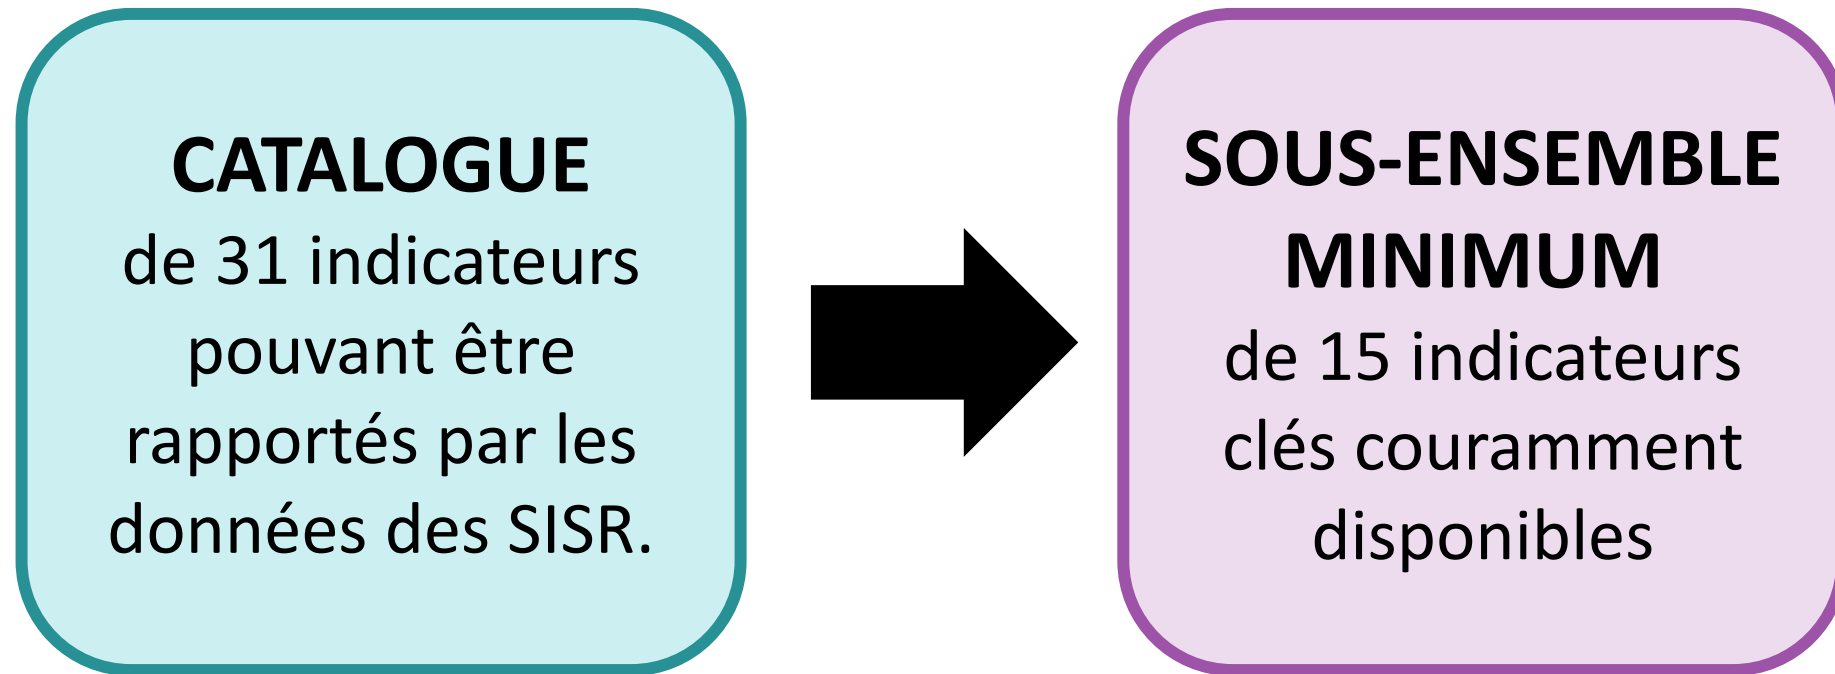 CATALOGUE
de 31 indicateurs
pouvant être
rapportés par les
données des SISR.
SOUS-ENSEMBLE
MINIMUM
de 15 indicateurs
clés couramment
disponibles